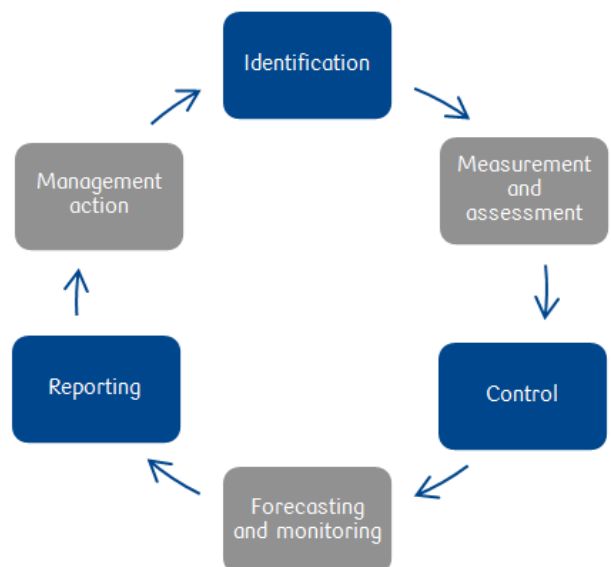 Identification
Measurement
and
assessment
Control
Forecasting
and monitoring
Reporting
Management
action